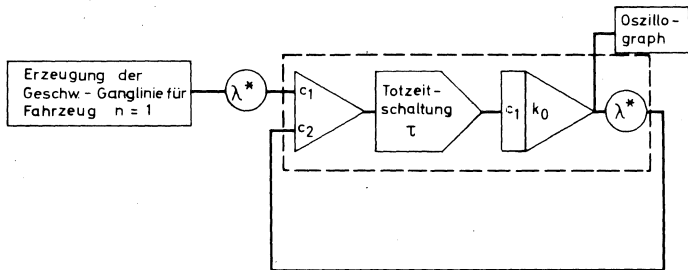 Oszillo-
graph
Erzeugung der
Geschw.-Ganglinie für
Fahrzeug n = 1
λ*
c1
c2
Totzeit-
schaltung
τ
c1
k0
λ*